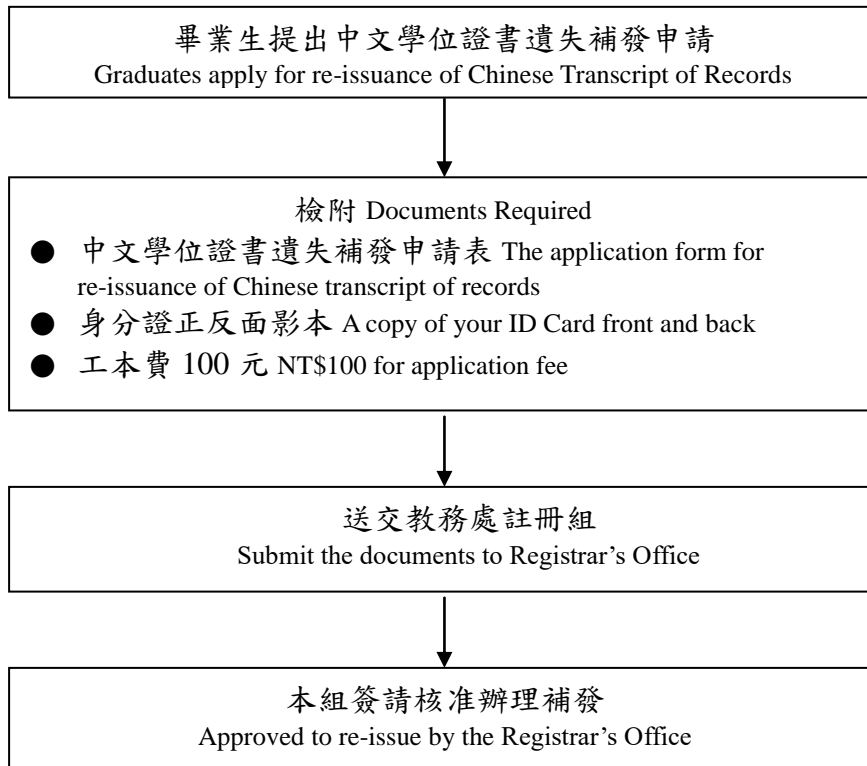 畢業生提出中文學位證書遺失補發申請
Graduates apply for re-issuance of Chinese Transcript of Records
檢附 Documents Required
● 中文學位證書遺失補發申請表 The application form for
re-issuance of Chinese transcript of records
● 身分證正反面影本 A copy of your ID Card front and back
● 工本費 100 元 NT$100 for application fee
送交教務處註冊組
Submit the documents to Registrar’s Office
本組簽請核准辦理補發
Approved to re-issue by the Registrar’s Office